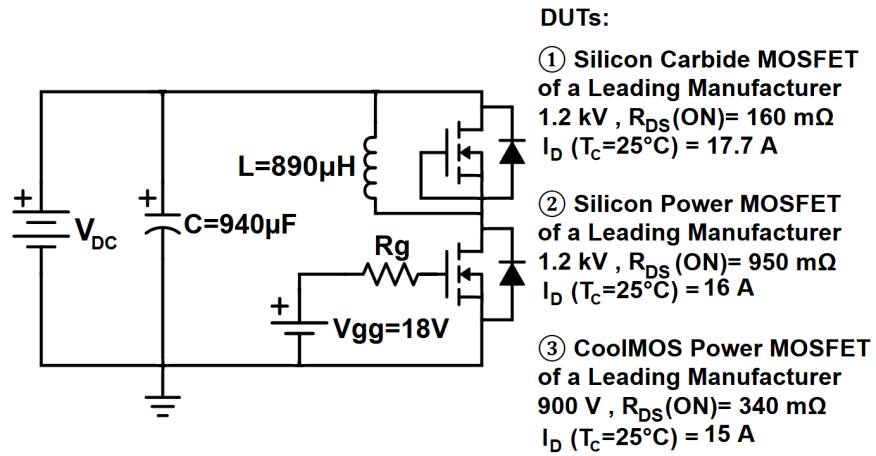 DUTs:
① Silicon Carbide MOSFET
of a Leading Manufacturer
1.2 kV , RDS(ON)= 160 mΩ
ID (Tc=25°C) = 17.7 A
② Silicon Power MOSFET
of a Leading Manufacturer
1.2 kV , RDS (ON)= 950 mΩ
ID (Tc=25°C) = 16 A
③ CoolMOS Power MOSFET
of a Leading Manufacturer
900 V , RDS(ON)= 340 mΩ
ID (Tc=25°C) = 15 A
L=890µH
+
VDC
+
C=940µF
Rg
+
Vgg=18V